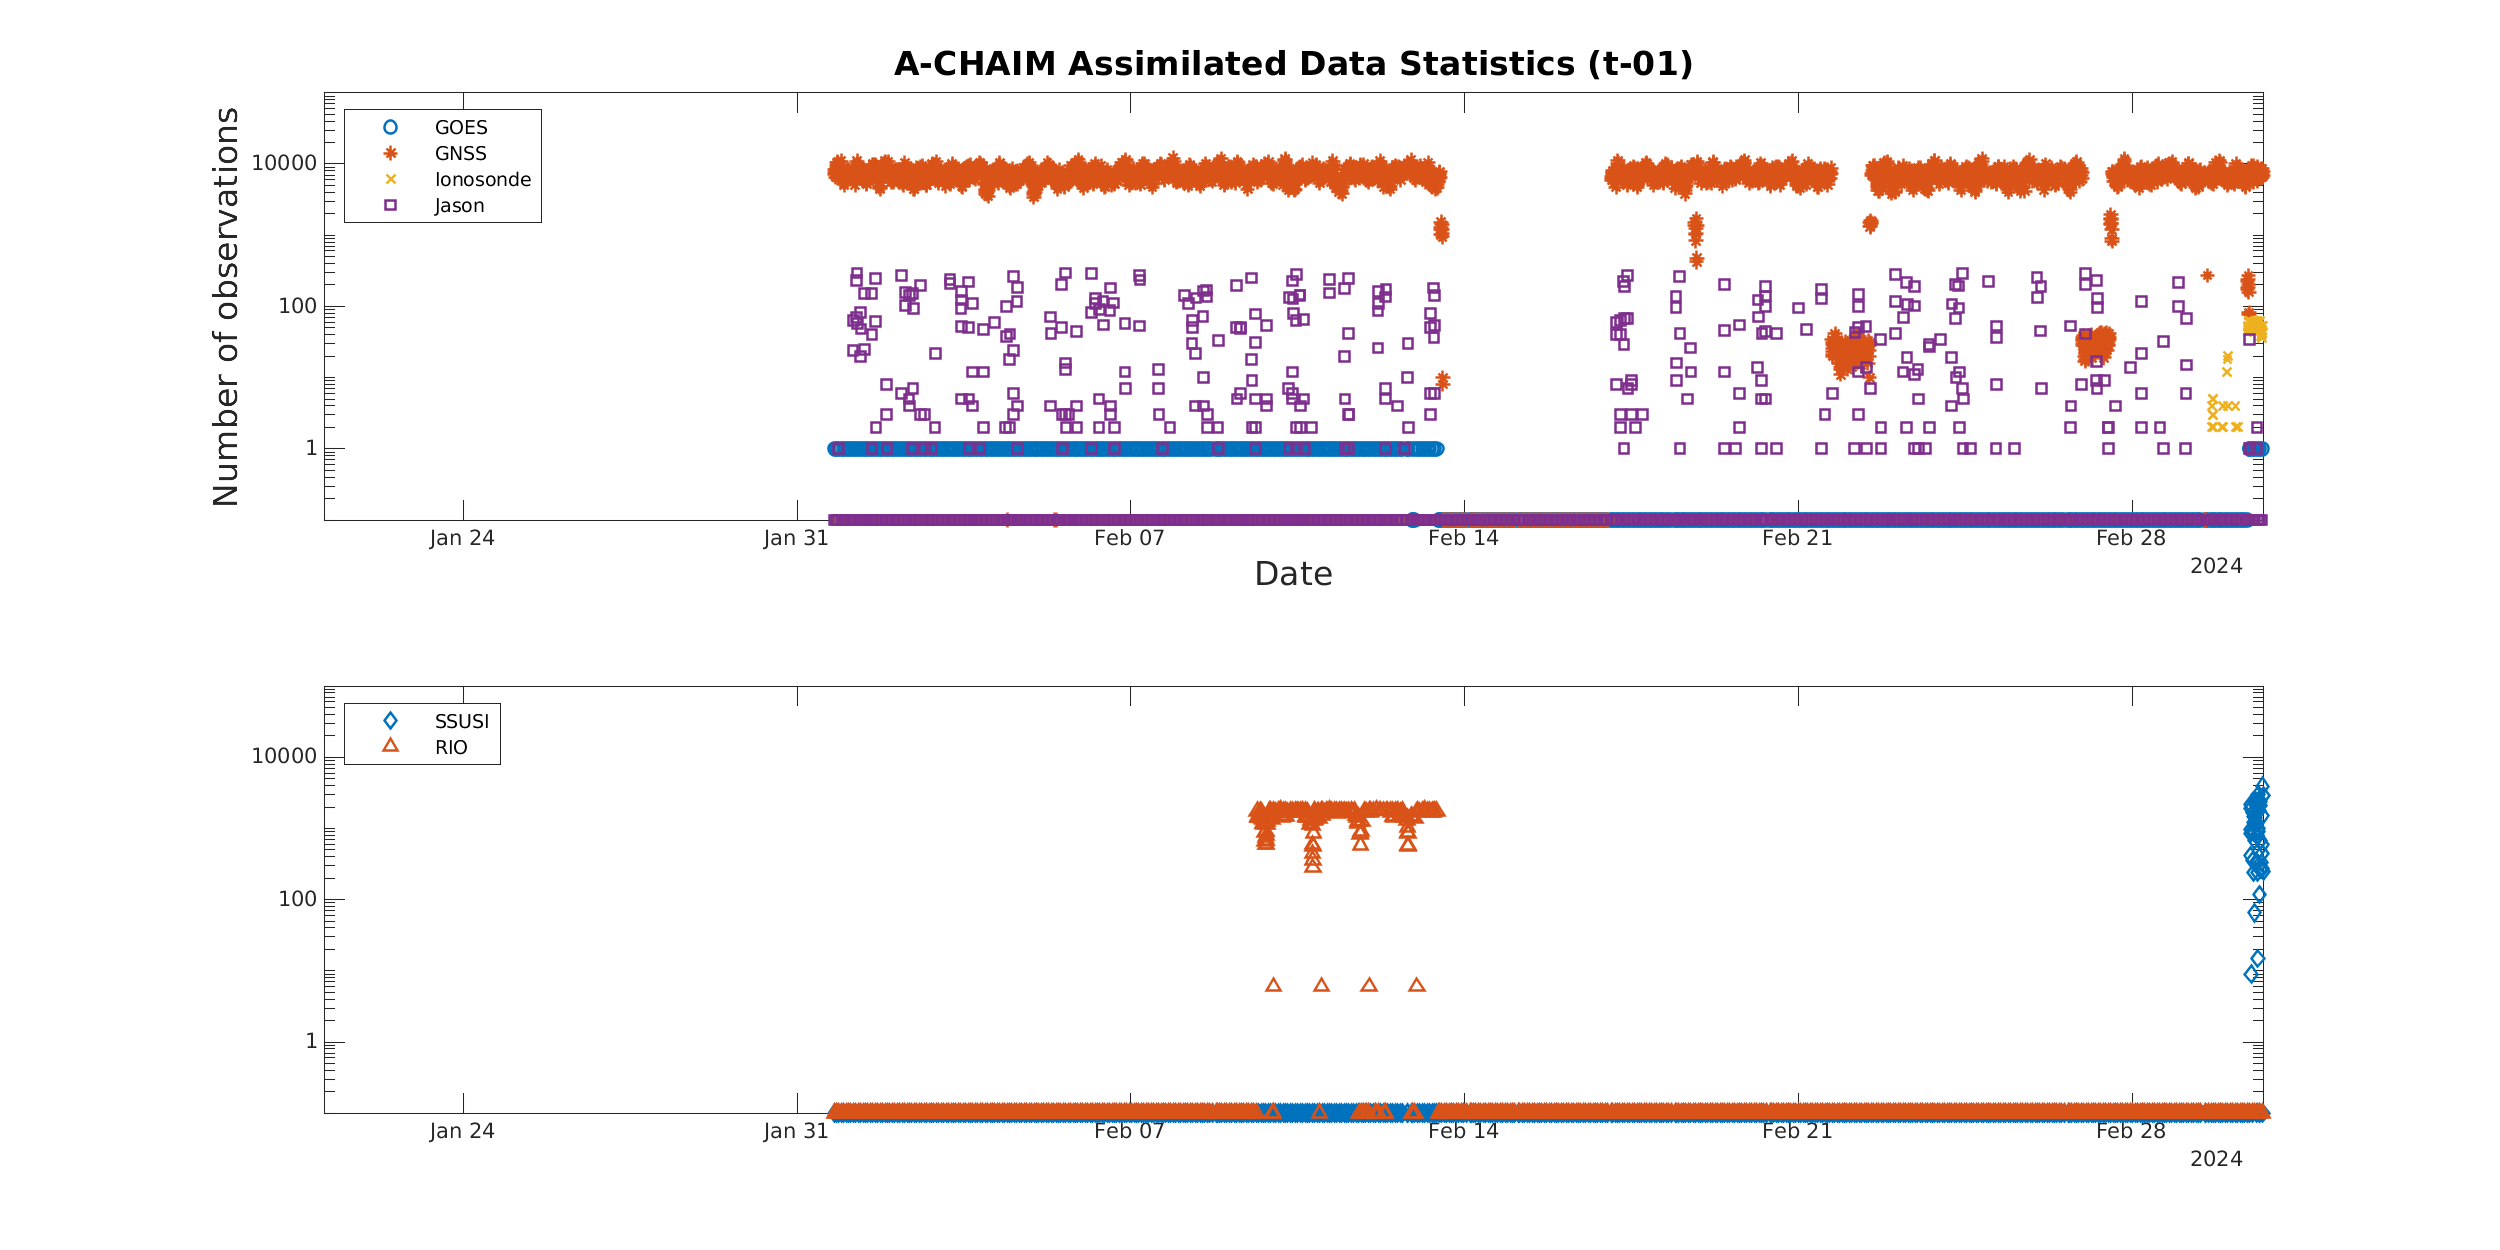 A-CHAIM Assimilated Data Statistics (t-01)
Number of observations
GOES
GNSS
Ionosonde
Jason
10000
100
1
Jan 24 Jan 31 Feb 07 Feb 14 Feb 21 Feb 28
2024
Date
SSUSI
RIO
10000
100
1
Jan 24 Jan 31 Feb 07 Feb 14 Feb 21 Feb 28
2024